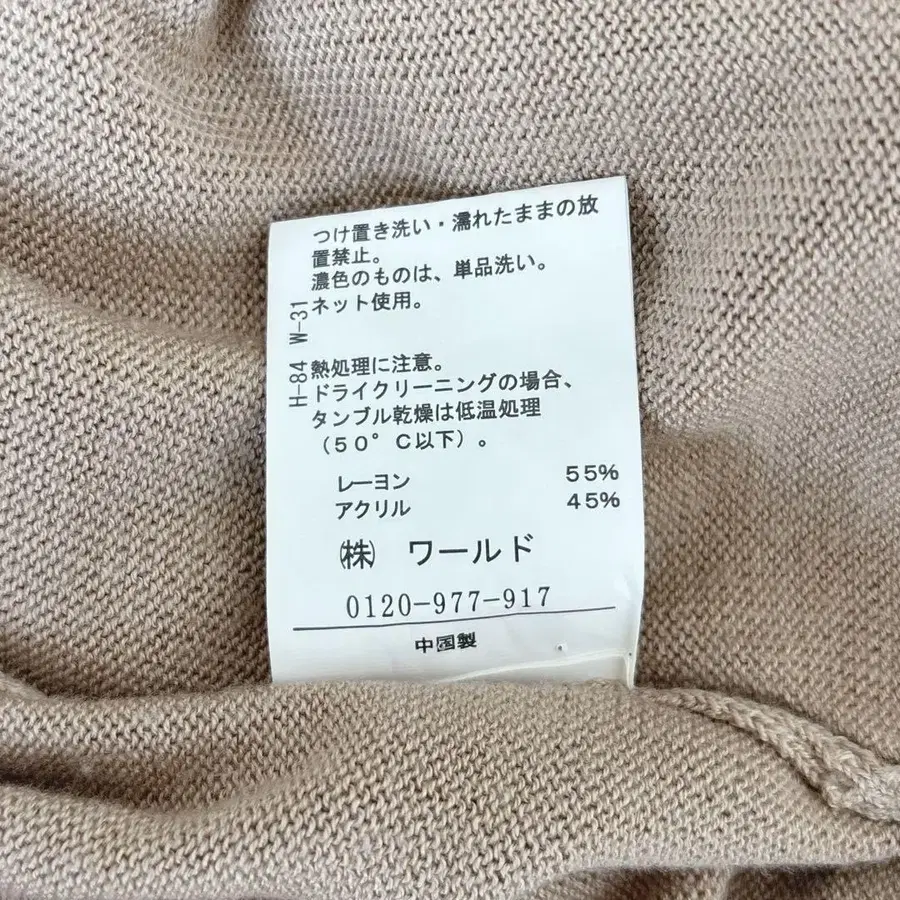 つけ置き洗い・濡れたままの放
置禁止。
濃色のものは、単品洗い。
ネット使用。
H-84 W-31
熱処理に注意。
ドライクリーニングの場合、
タンブル乾燥は低温処理
（50°C以下）。
レーヨン 55%
アクリル 45%
㈱ ワールド
0120-977-917
中国製